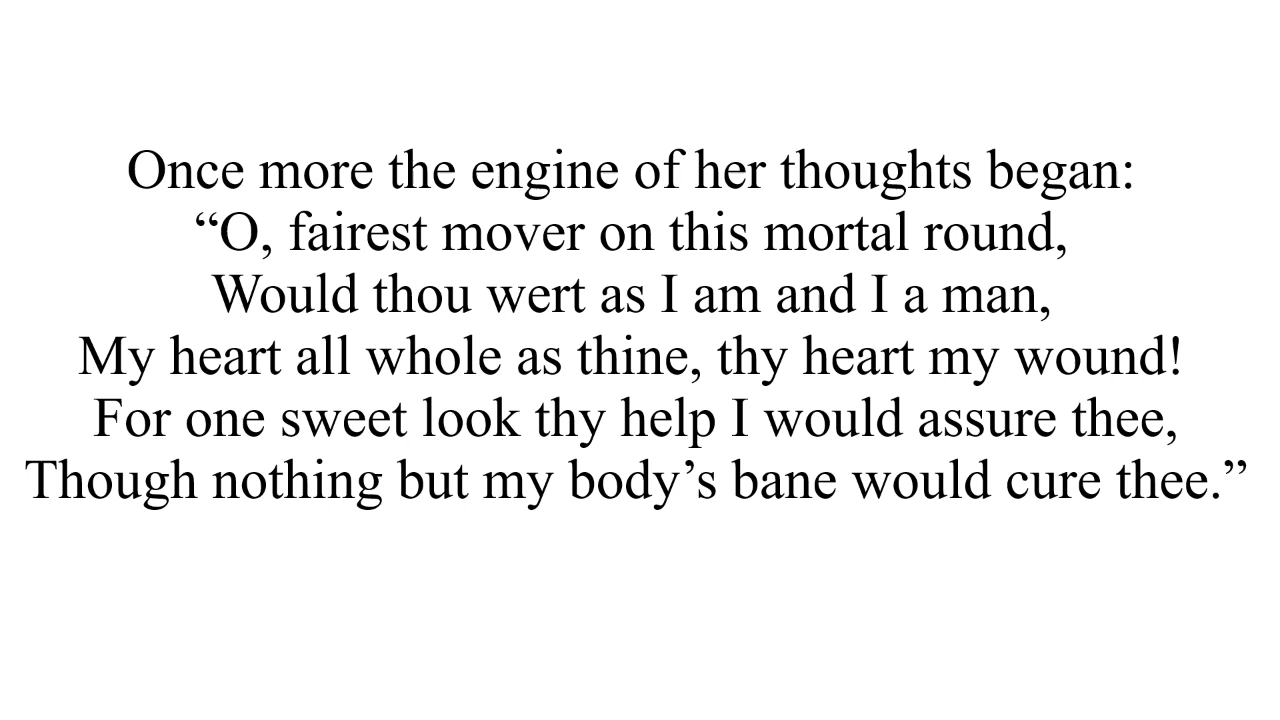 Once more the engine of her thoughts began:
“O, fairest mover on this mortal round,
Would thou wert as I am and I a man,
My heart all whole as thine, thy heart my wound!
For one sweet look thy help I would assure thee,
Though nothing but my body’s bane would cure thee.”